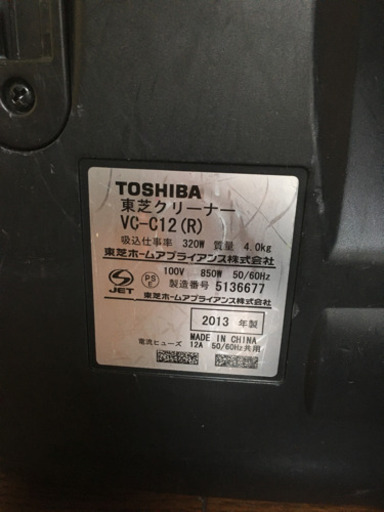 TOSHIBA
東芝クリーナー
VC-C12(R)
吸込仕事率 320W 質量 4.0kg
東芝ホームアプライアンス株式会社
100V 850W 50/60Hz
製造番号 5136677
S
JET
PS
E
東芝ホームアプライアンス株式会社
2013 年製
MADE IN CHINA
電流ヒューズ 12A 50/60Hz共用